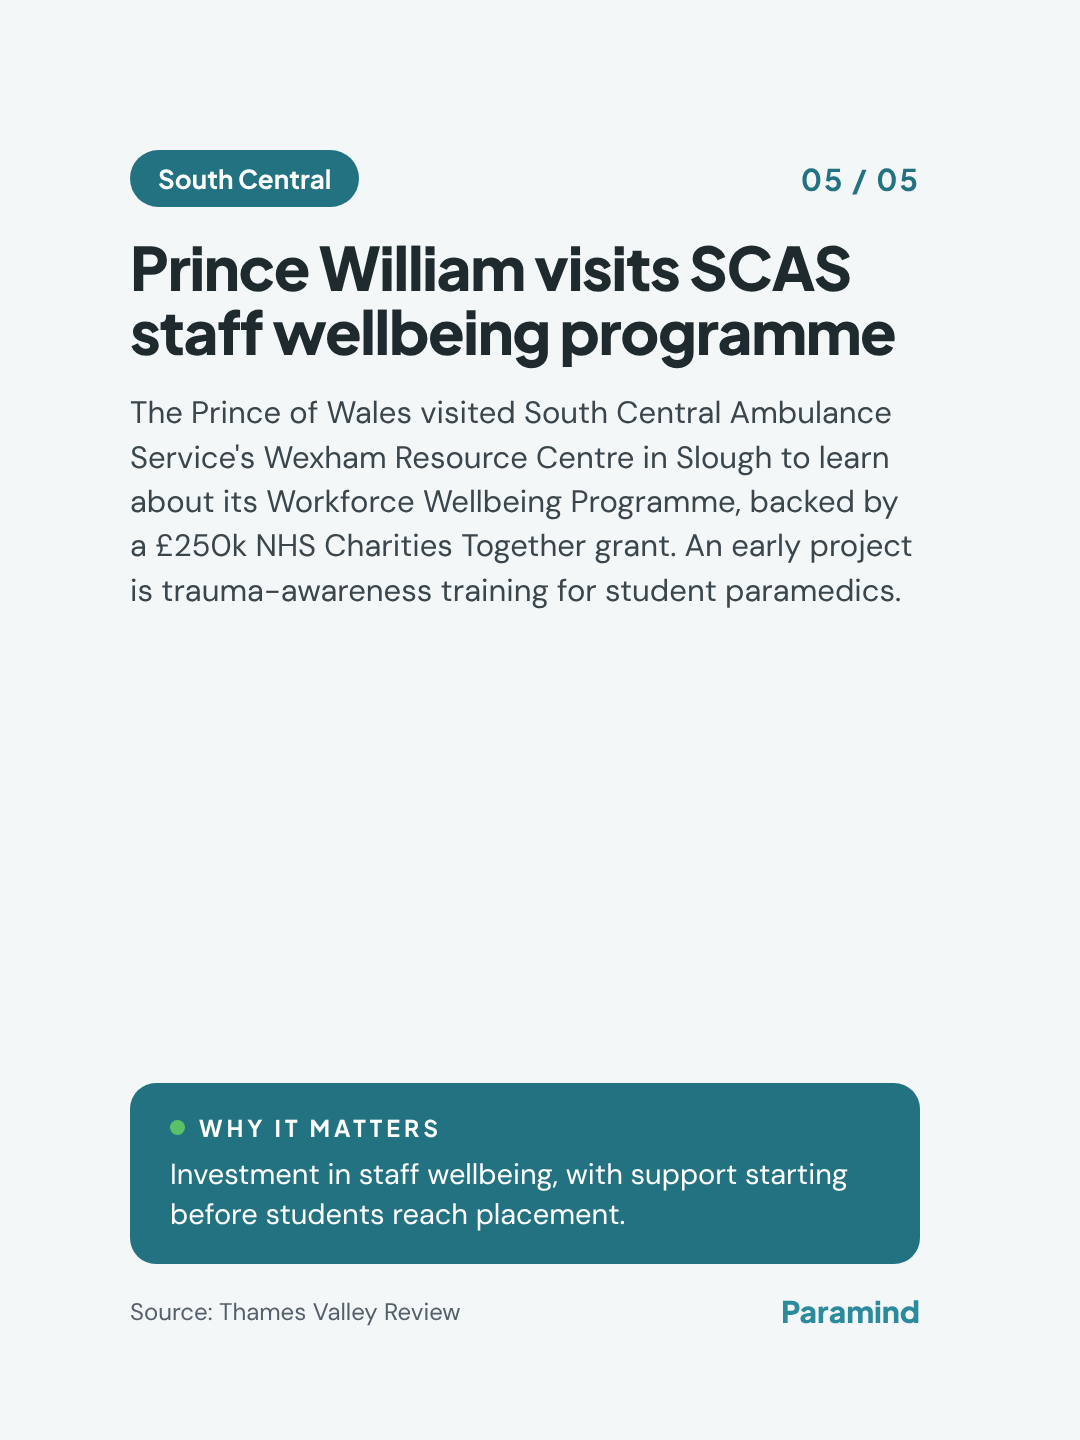 South Central
05 / 05
Prince William visits SCAS
staff wellbeing programme
The Prince of Wales visited South Central Ambulance
Service's Wexham Resource Centre in Slough to learn
about its Workforce Wellbeing Programme, backed by
a £250k NHS Charities Together grant. An early project
is trauma-awareness training for student paramedics.
WHY IT MATTERS
Investment in staff wellbeing, with support starting
before students reach placement.
Source: Thames Valley Review
Paramind